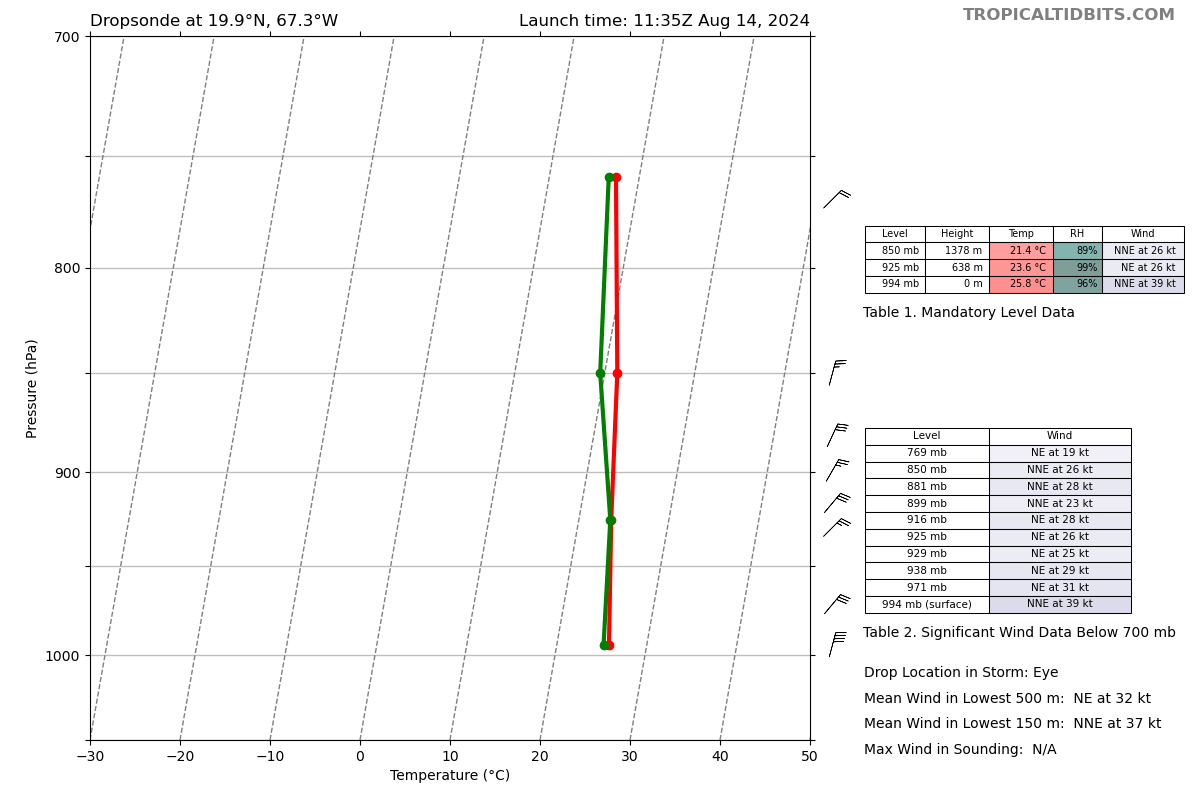 Dropsonde at 19.9°N, 67.3°W
Launch time: 11:35Z Aug 14, 2024
TROPICALTIDBITS.COM
700
800
900
1000
Pressure (hPa)
−30 −20 −10 0 10 20 30 40 50
Temperature (°C)
Level Height Temp RH Wind
850 mb 1378 m 21.4 °C 89% NNE at 26 kt
925 mb 638 m 23.6 °C 99% NE at 26 kt
994 mb 0 m 25.8 °C 96% NNE at 39 kt
Table 1. Mandatory Level Data
Level Wind
769 mb NE at 19 kt
850 mb NNE at 26 kt
881 mb NNE at 28 kt
899 mb NNE at 23 kt
916 mb NE at 28 kt
925 mb NE at 26 kt
929 mb NE at 25 kt
938 mb NE at 29 kt
971 mb NE at 31 kt
994 mb (surface) NNE at 39 kt
Table 2. Significant Wind Data Below 700 mb
Drop Location in Storm: Eye
Mean Wind in Lowest 500 m: NE at 32 kt
Mean Wind in Lowest 150 m: NNE at 37 kt
Max Wind in Sounding: N/A